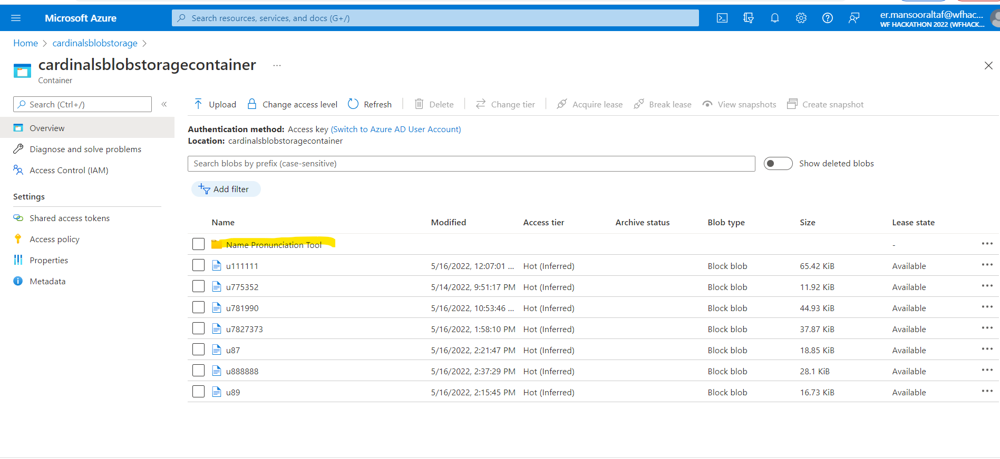 Microsoft Azure
Search resources, services, and docs (G+/)
er.mansooraltaf@wfhac...
WF HACKATHON 2022 (WFHACK...
Home > cardinalsblobstorage >
cardinalsblobstoragecontainer ...
Container
Search (Ctrl+/) «
Upload Change access level Refresh Delete Change tier Acquire lease Break lease View snapshots Create snapshot
Overview
Diagnose and solve problems
Access Control (IAM)
Settings
Shared access tokens
Access policy
Properties
Metadata
Authentication method: Access key (Switch to Azure AD User Account)
Location: cardinalsblobstoragecontainer
Search blobs by prefix (case-sensitive)
Show deleted blobs
Add filter
Name Modified Access tier Archive status Blob type Size Lease state
Name Pronunciation Tool - ...
u111111 5/16/2022, 12:07:01 ... Hot (Inferred) Block blob 65.42 KiB Available ...
u775352 5/14/2022, 9:51:17 PM Hot (Inferred) Block blob 11.92 KiB Available ...
u781990 5/16/2022, 10:53:46 ... Hot (Inferred) Block blob 44.93 KiB Available ...
u7827373 5/16/2022, 1:58:10 PM Hot (Inferred) Block blob 37.87 KiB Available ...
u87 5/16/2022, 2:21:47 PM Hot (Inferred) Block blob 18.85 KiB Available ...
u888888 5/16/2022, 2:37:29 PM Hot (Inferred) Block blob 28.1 KiB Available ...
u89 5/16/2022, 2:15:45 PM Hot (Inferred) Block blob 16.73 KiB Available ...